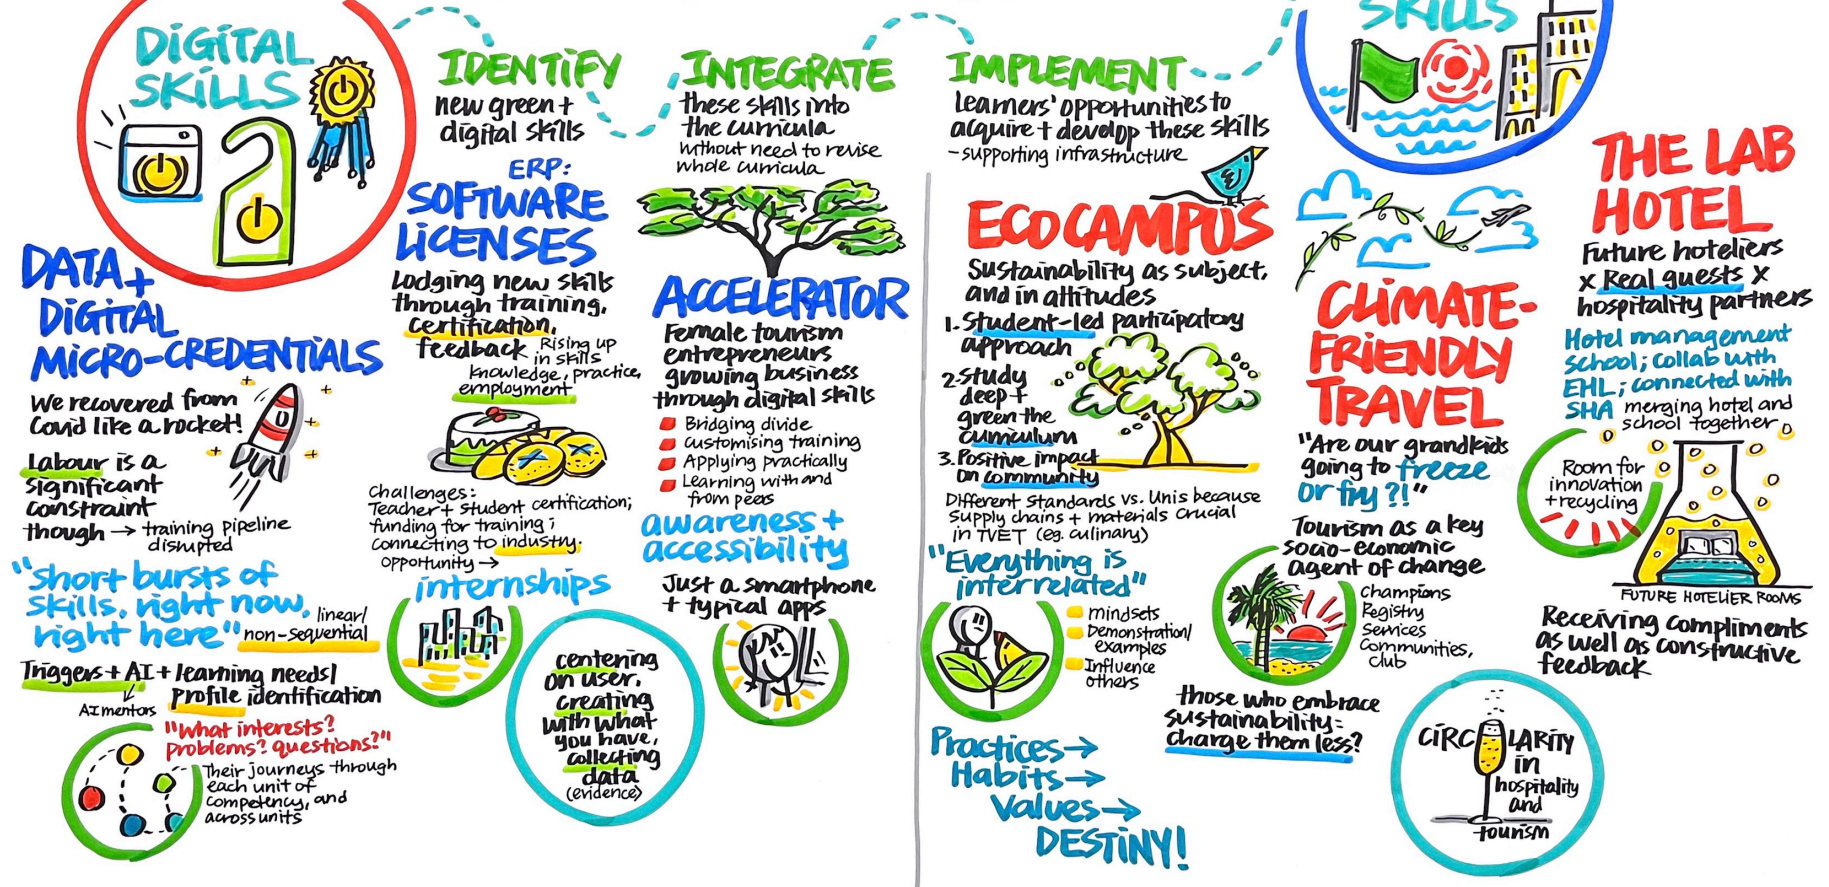 DIGITAL
SKILLS
IDENTIFY
new green +
digital skills
INTEGRATE
these skills into
the curricula
without need to revise
whole curricula
IMPLEMENT
Learners' opportunities to
acquire + develop these skills
- supporting infrastructure
SKILLS
DATA +
DIGITAL
MICRO-CREDENTIALS
We recovered from
Covid like a rocket!
Labour is a
significant
constraint
though → training pipeline
disrupted
"short bursts of
skills, right now,
right here"
linear/
non-sequential
Triggers + AI + learning needs/
profile identification
AI mentors
"What interests?
problems? questions?"
Their journeys through
each unit of
competency, and
across units
ERP:
SOFTWARE
LICENSES
Lodging new skills
through training,
certification,
feedback
Rising up
in skills
knowledge, practice,
employment
Challenges:
Teacher + student certification;
funding for training;
connecting to industry.
Opportunity →
internships
centering
on user,
creating
with what
you have,
collecting
data
(evidence)
ACCELERATOR
Female tourism
entrepreneurs
growing business
through digital skills
Bridging divide
Customising training
Applying practically
Learning with and
from peers
awareness +
accessibility
Just a smartphone
+ typical apps
ECOCAMPUS
Sustainability as subject,
and in attitudes
1. Student-led participatory
approach
2. Study
deep +
green the
curriculum
3. Positive impact
on community
Different standards vs. Unis because
supply chains + materials crucial
in TVET (eg. culinary)
"Everything is
interrelated"
mindsets
Demonstration/
examples
Influence
others
Practices →
Habits →
Values →
DESTINY!
CLIMATE-
FRIENDLY
TRAVEL
"Are our grandkids
going to freeze
or fry?!"
Tourism as a key
socio-economic
agent of change
Champions
Registry
Services
Communities,
club
those who embrace
sustainability =
charge them less?
THE LAB
HOTEL
Future hoteliers
x Real guests x
hospitality partners
Hotel management
school; collab with
EHL; connected with
SHA merging hotel and
school together
Room for
innovation
+ recycling
FUTURE HOTELIER ROOMS
Receiving compliments
as well as constructive
feedback
CIRCULARITY
in
hospitality
and
tourism